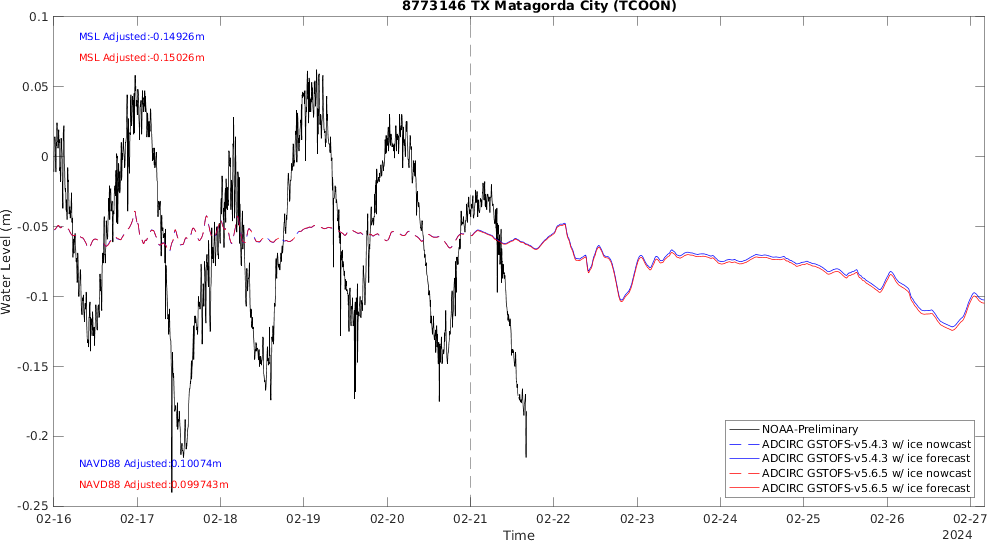 8773146 TX Matagorda City (TCOON)
MSL Adjusted:-0.14926m
MSL Adjusted:-0.15026m
Water Level (m)
0.1
0.05
0
-0.05
-0.1
-0.15
-0.2
-0.25
NAVD88 Adjusted:0.10074m
NAVD88 Adjusted:0.099743m
NOAA-Preliminary
ADCIRC GSTOFS-v5.4.3 w/ ice nowcast
ADCIRC GSTOFS-v5.4.3 w/ ice forecast
ADCIRC GSTOFS-v5.6.5 w/ ice nowcast
ADCIRC GSTOFS-v5.6.5 w/ ice forecast
02-16 02-17 02-18 02-19 02-20 02-21 02-22 02-23 02-24 02-25 02-26 02-27
Time
2024